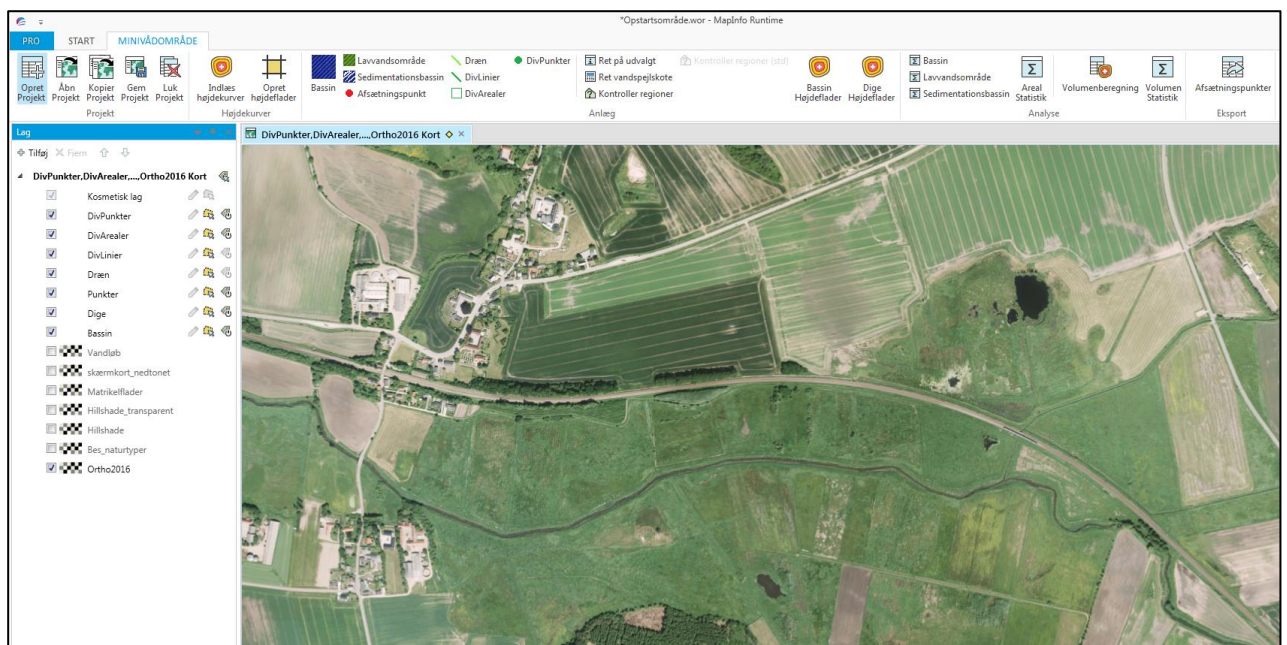 *Opstartsområde.wor - MapInfo Runtime
PRO START MINIVÅDOMRÅDE
Opret Projekt
Åbn Projekt
Kopier Projekt
Gem Projekt
Luk Projekt
Projekt
Indlæs højdekurver
Opret højdeflader
Højdekurver
Bassin
Lavvandsområde
Sedimentationsbassin
Afsætningspunkt
Dræn
DivLinier
DivArealer
DivPunkter
Ret på udvalgt
Ret vandspejlskote
Kontroller regioner
Kontroller regioner (std)
Bassin Højdeflader
Dige Højdeflader
Anlæg
Bassin
Lavvandsområde
Sedimentationsbassin
Areal Statistik
Volumenberegning
Volumen Statistik
Analyse
Afsætningspunkter
Eksport
Lag
Tilføj Fjern
DivPunkter,DivArealer,...,Ortho2016 Kort
Kosmetisk lag
DivPunkter
DivArealer
DivLinier
Dræn
Punkter
Dige
Bassin
Vandløb
skærmkort_nedtonet
Matrikelflader
Hillshade_transparent
Hillshade
Bes_naturtyper
Ortho2016
DivPunkter,DivArealer,...,Ortho2016 Kort